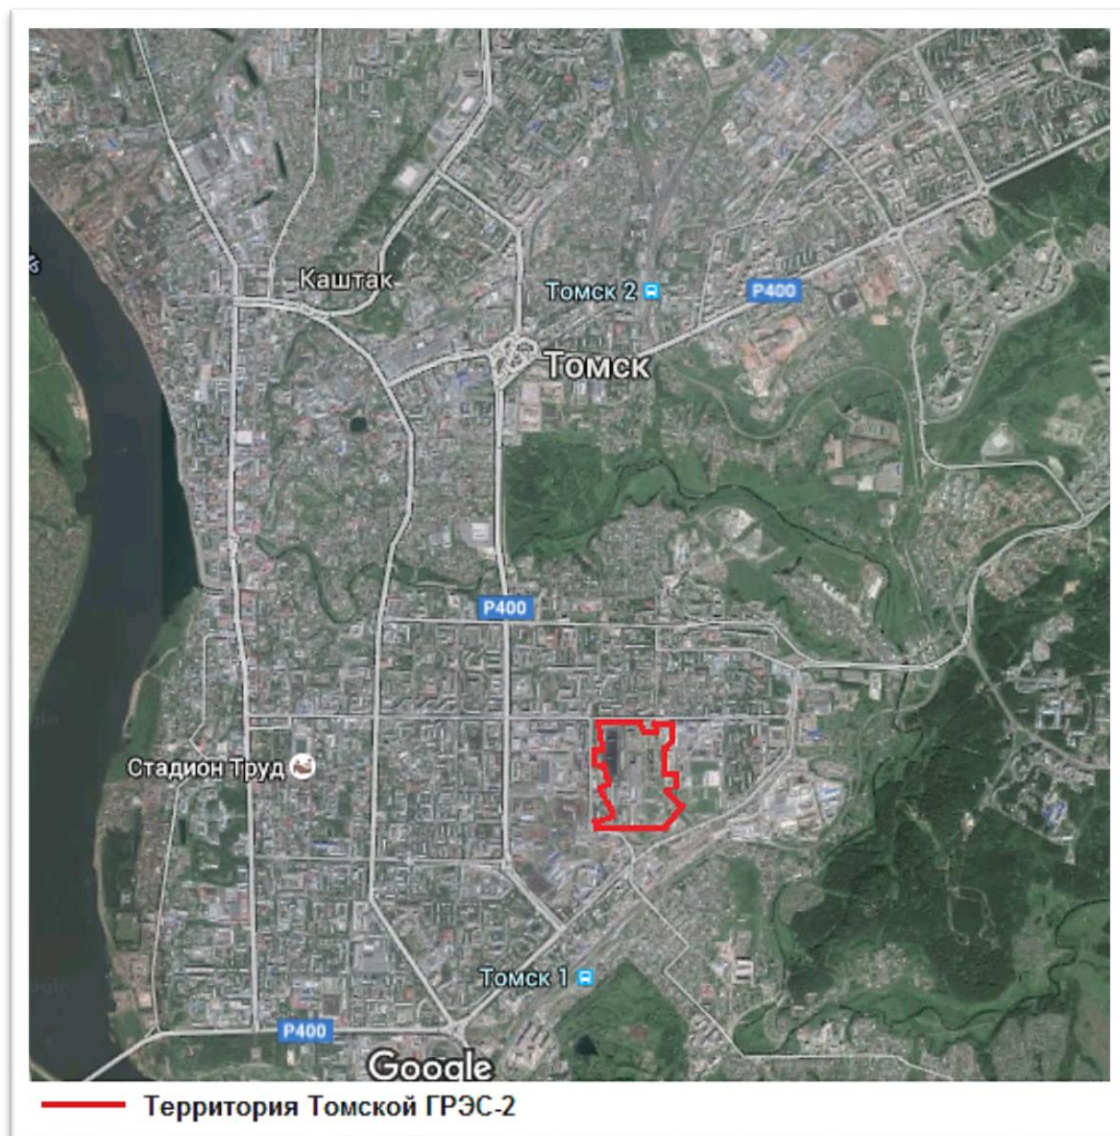 Каштак
Томск 2
Р400
Томск
Р400
Стадион Труд
Томск 1
Р400
Google
Территория Томской ГРЭС-2